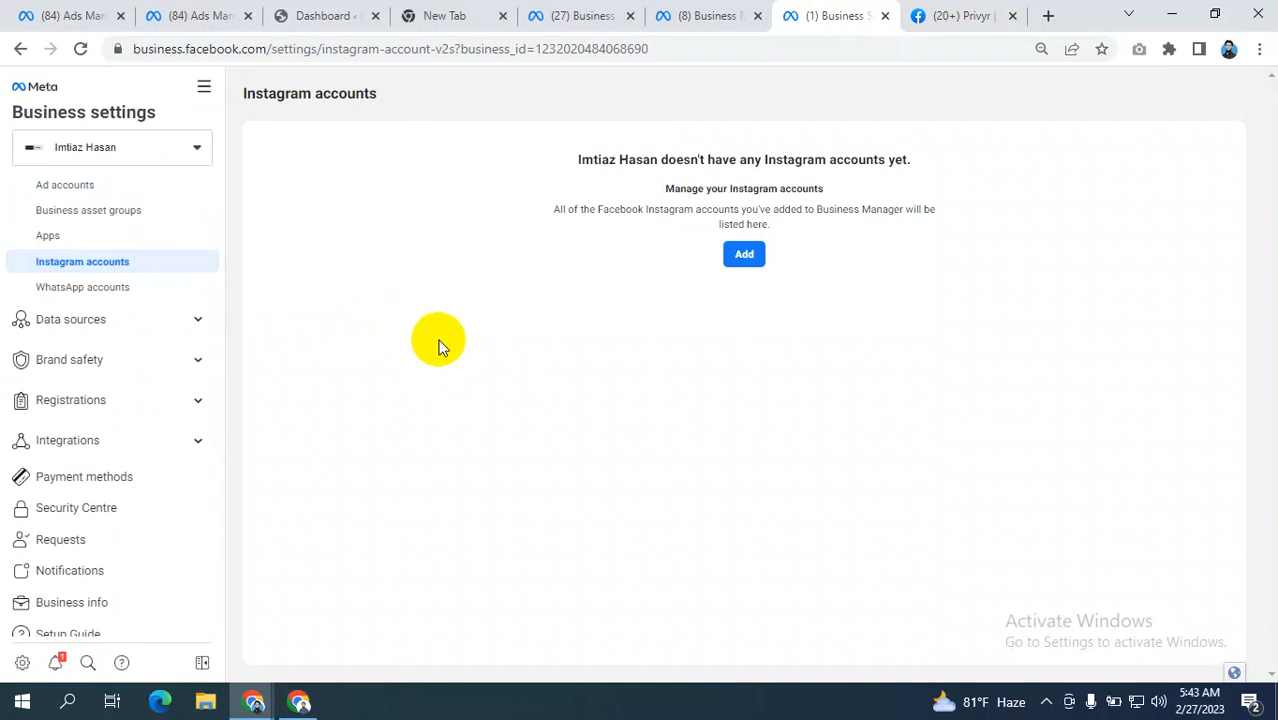 (84) Ads Man
(84) Ads Man
Dashboard ‹
New Tab
(27) Business
(8) Business M
(1) Business S
(20+) Privyr |
business.facebook.com/settings/instagram-account-v2s?business_id=1232020484068690
Meta
Business settings
Imtiaz Hasan
Ad accounts
Business asset groups
Apps
Instagram accounts
WhatsApp accounts
Data sources
Brand safety
Registrations
Integrations
Payment methods
Security Centre
Requests
Notifications
Business info
Setup Guide
1
Instagram accounts
Imtiaz Hasan doesn't have any Instagram accounts yet.
Manage your Instagram accounts
All of the Facebook Instagram accounts you've added to Business Manager will be
listed here.
Add
Activate Windows
Go to Settings to activate Windows.
81°F Haze
5:43 AM
2/27/2023
2